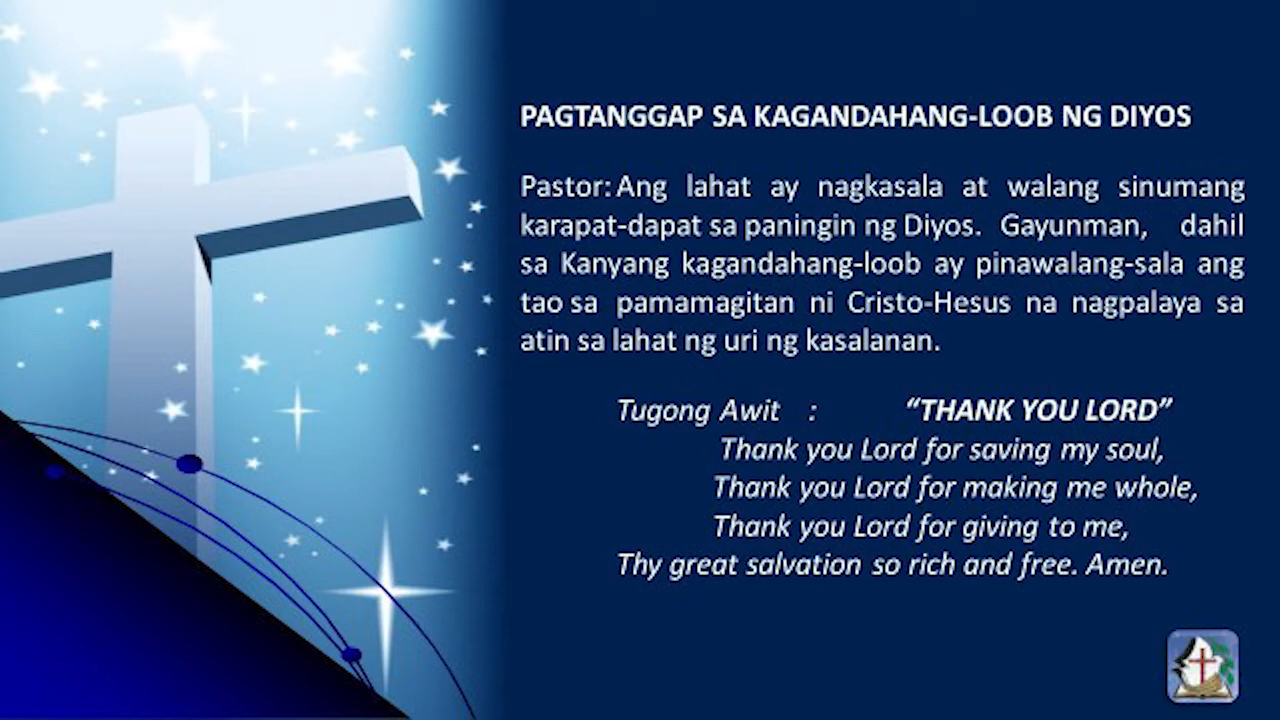 PAGTANGGAP SA KAGANDAHANG-LOOB NG DIYOS
Pastor: Ang lahat ay nagkasala at walang sinumang
karapat-dapat sa paningin ng Diyos. Gayunman, dahil
sa Kanyang kagandahang-loob ay pinawalang-sala ang
tao sa pamamagitan ni Cristo-Hesus na nagpalaya sa
atin sa lahat ng uri ng kasalanan.
Tugong Awit : “THANK YOU LORD”
Thank you Lord for saving my soul,
Thank you Lord for making me whole,
Thank you Lord for giving to me,
Thy great salvation so rich and free. Amen.